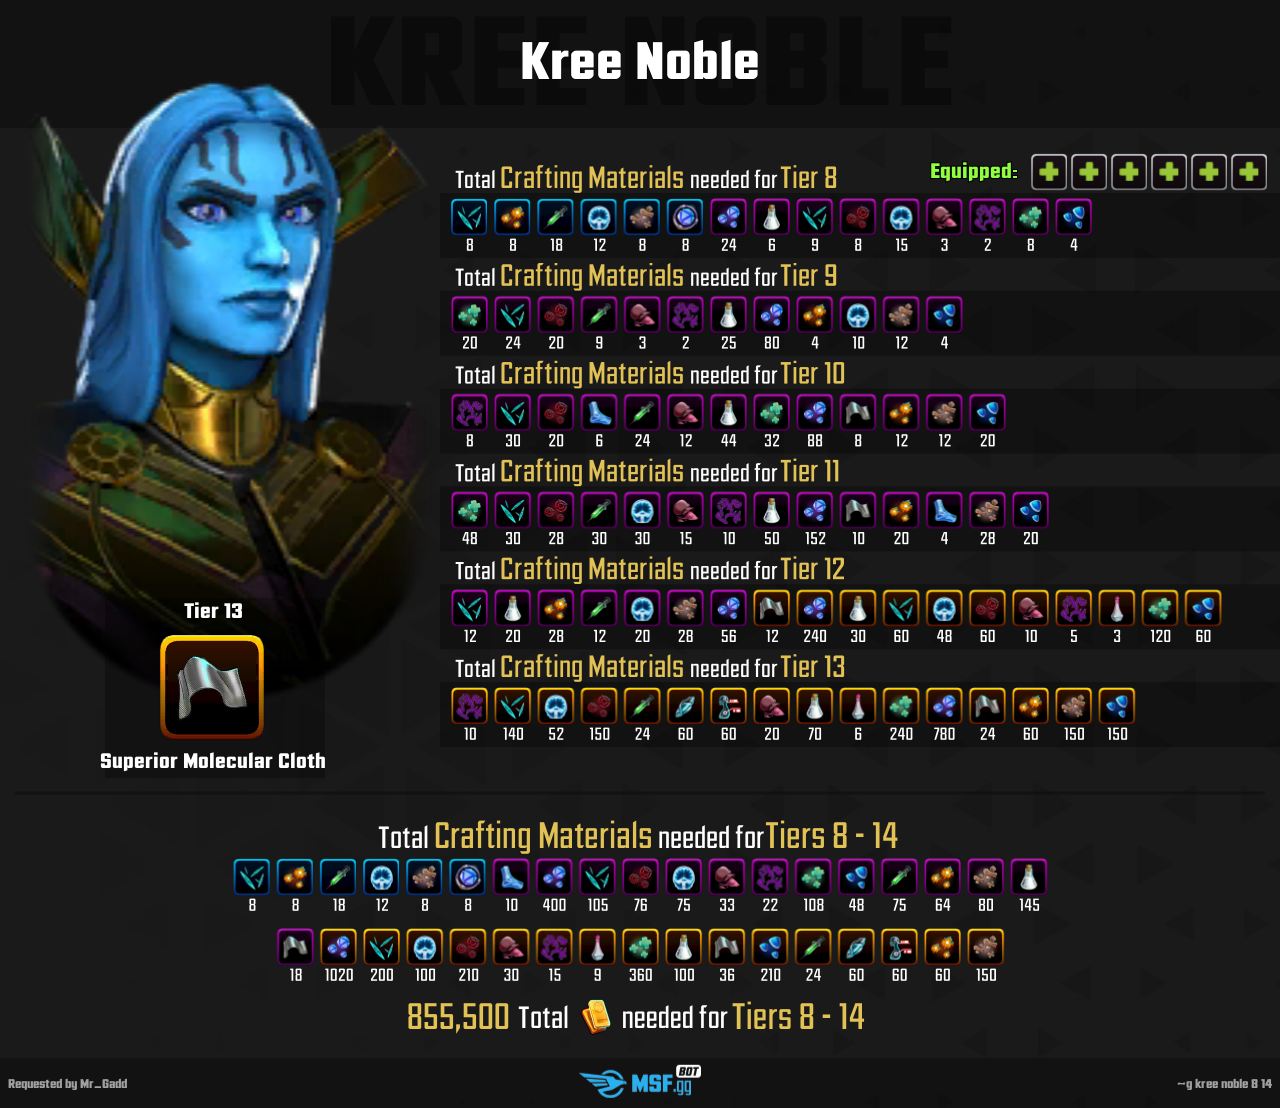 KREE NOBLE
Kree Noble
Equipped:
Total Crafting Materials needed for Tier 8
8 8 18 12 8 8 24 6 9 8 15 3 2 8 4
Total Crafting Materials needed for Tier 9
20 24 20 9 3 2 25 80 4 10 12 4
Total Crafting Materials needed for Tier 10
8 30 20 6 24 12 44 32 88 8 12 12 20
Total Crafting Materials needed for Tier 11
48 30 28 30 30 15 10 50 152 10 20 4 28 20
Total Crafting Materials needed for Tier 12
12 20 28 12 20 28 56 12 240 30 60 48 60 10 5 3 120 60
Total Crafting Materials needed for Tier 13
10 140 52 150 24 60 60 20 70 6 240 780 24 60 150 150
Tier 13
Superior Molecular Cloth
Total Crafting Materials needed for Tiers 8 - 14
8 8 18 12 8 8 10 400 105 76 75 33 22 108 48 75 64 80 145
18 1020 200 100 210 30 15 9 360 100 36 210 24 60 60 60 150
855,500 Total needed for Tiers 8 - 14
Requested by Mr_Gadd
MSF.gg BOT
~g kree noble 8 14